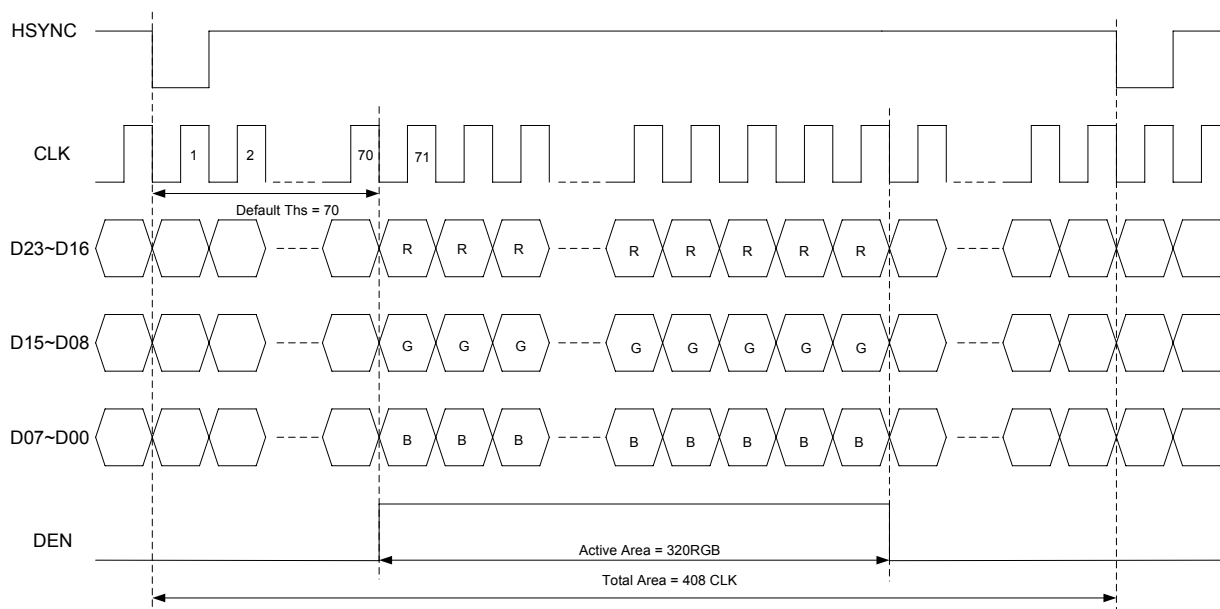 HSYNC
CLK
1 2 70 71
Default Ths = 70
D23~D16
R R R R R R R R
D15~D08
G G G G G G G G
D07~D00
B B B B B B B B
DEN
Active Area = 320RGB
Total Area = 408 CLK